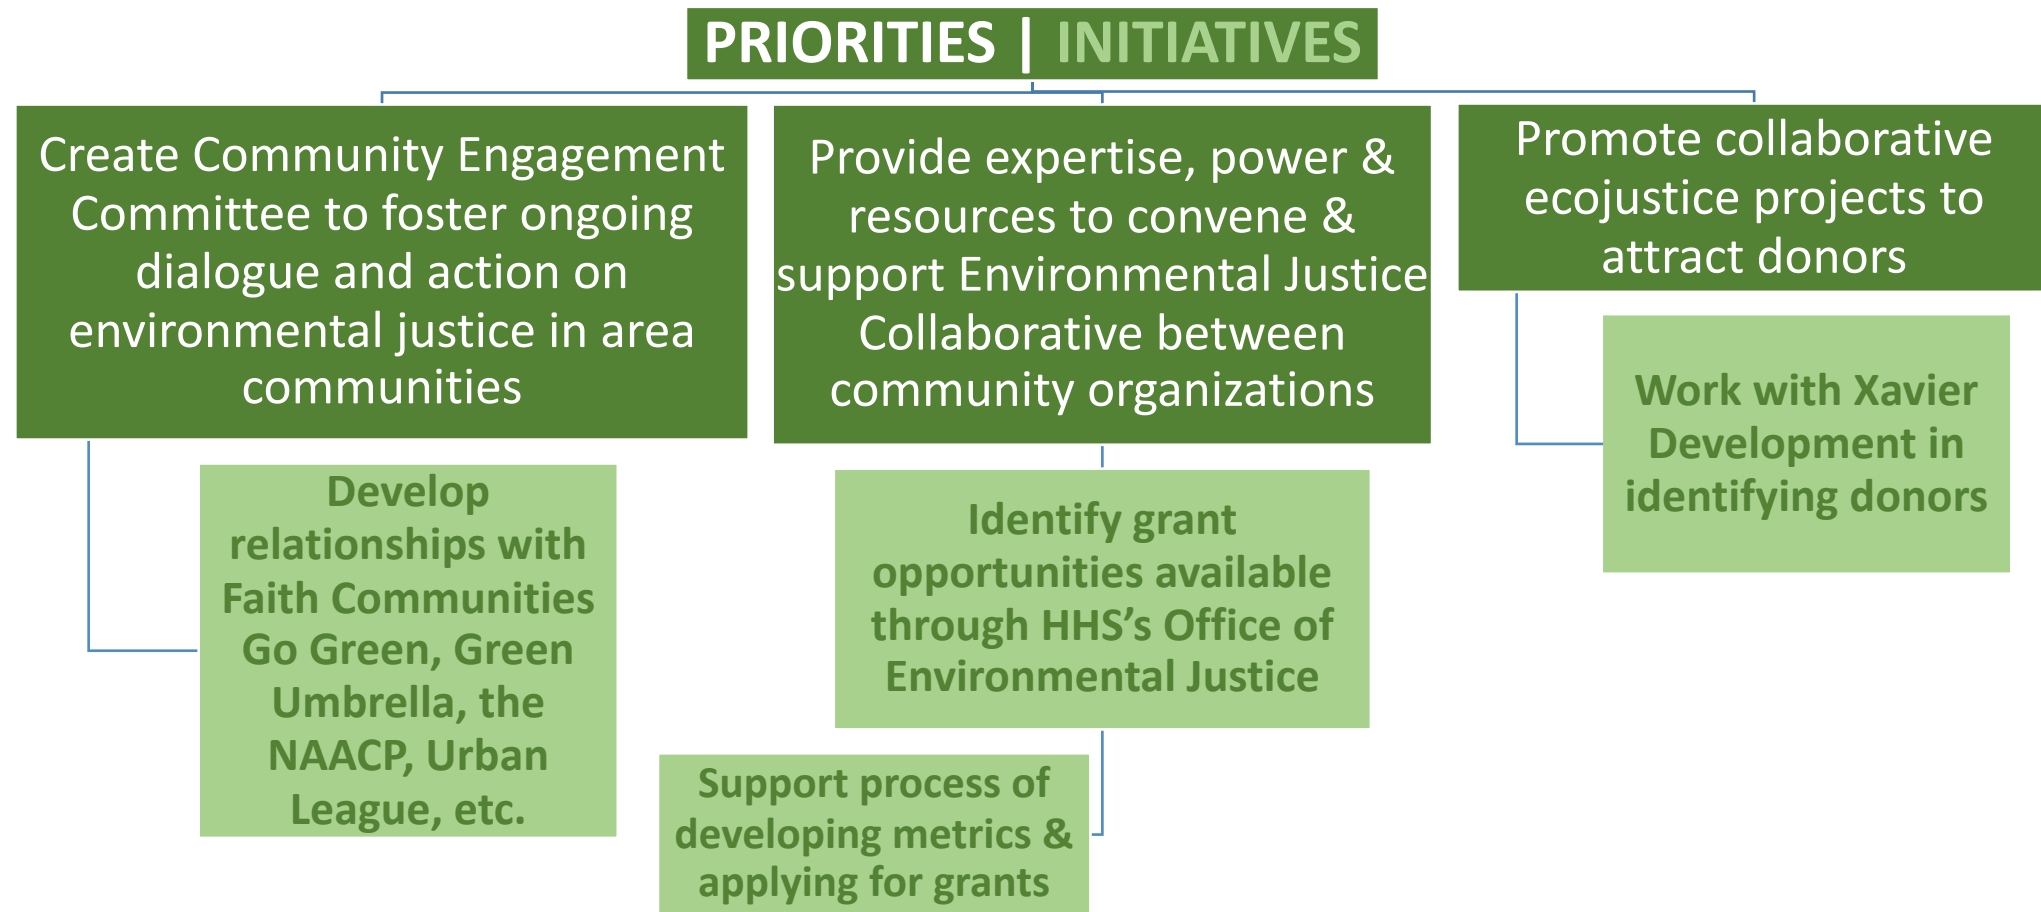 PRIORITIES | INITIATIVES
Create Community Engagement
Committee to foster ongoing
dialogue and action on
environmental justice in area
communities
Develop
relationships with
Faith Communities
Go Green, Green
Umbrella, the
NAACP, Urban
League, etc.
Provide expertise, power &
resources to convene &
support Environmental Justice
Collaborative between
community organizations
Identify grant
opportunities available
through HHS’s Office of
Environmental Justice
Support process of
developing metrics &
applying for grants
Promote collaborative
ecojustice projects to
attract donors
Work with Xavier
Development in
identifying donors